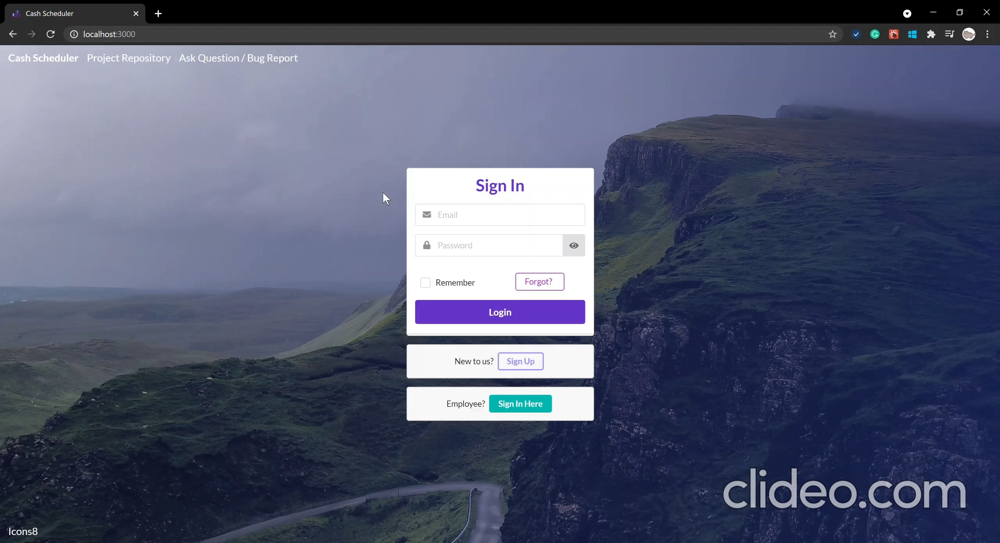 Cash Scheduler
localhost:3000
Cash Scheduler Project Repository Ask Question / Bug Report
Sign In
Email
Password
Remember Forgot?
Login
New to us? Sign Up
Employee? Sign In Here
clideo.com
Icons8